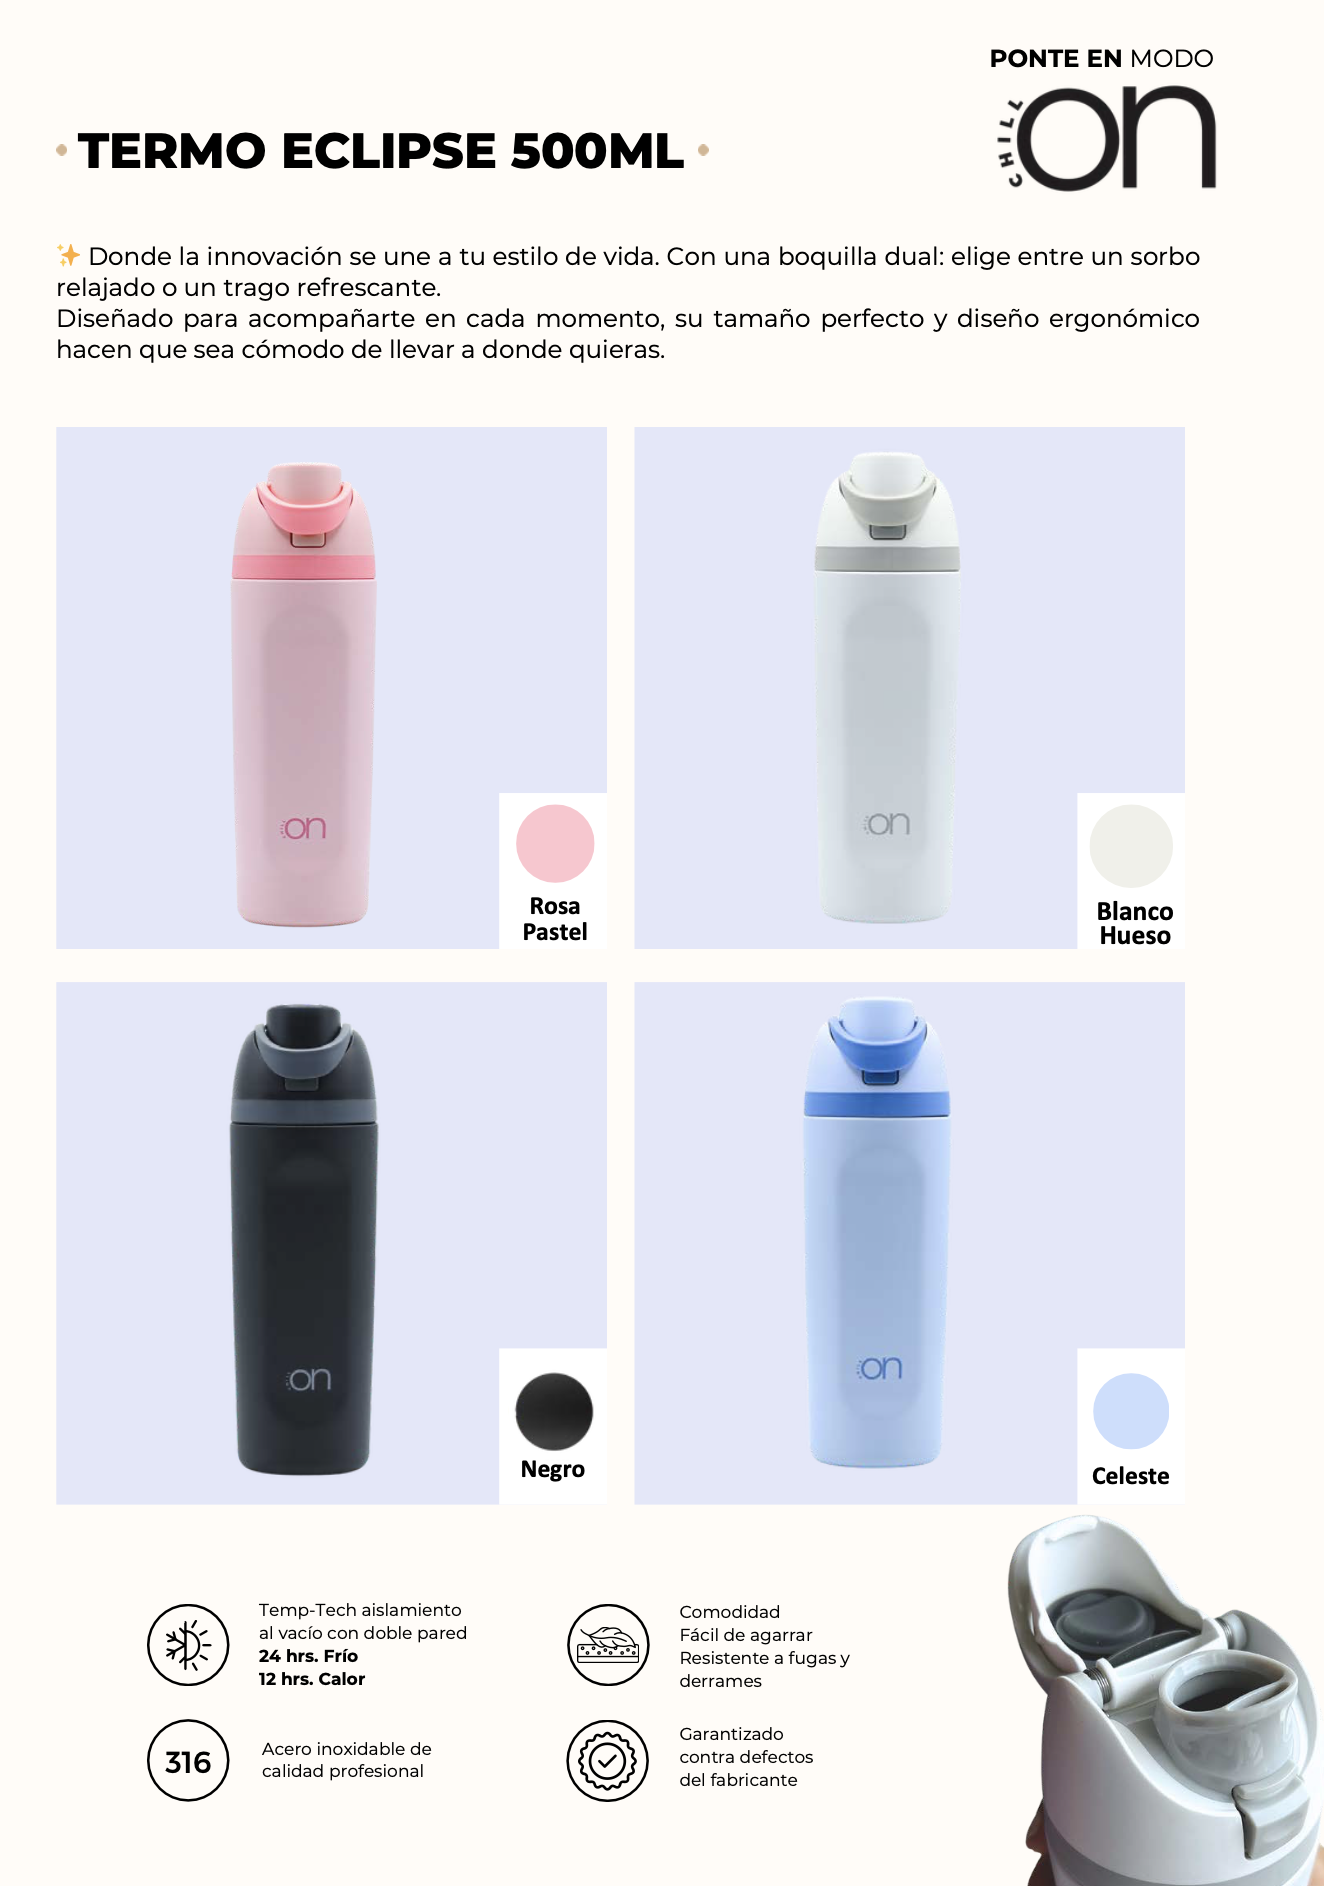 PONTE EN MODO
CHILL
on
TERMO ECLIPSE 500ML
✨ Donde la innovación se une a tu estilo de vida. Con una boquilla dual: elige entre un sorbo
relajado o un trago refrescante.
Diseñado para acompañarte en cada momento, su tamaño perfecto y diseño ergonómico
hacen que sea cómodo de llevar a donde quieras.
on
Rosa
Pastel
on
Blanco
Hueso
on
Negro
on
Celeste
Temp-Tech aislamiento
al vacío con doble pared
24 hrs. Frío
12 hrs. Calor
Comodidad
Fácil de agarrar
Resistente a fugas y
derrames
316
Acero inoxidable de
calidad profesional
Garantizado
contra defectos
del fabricante